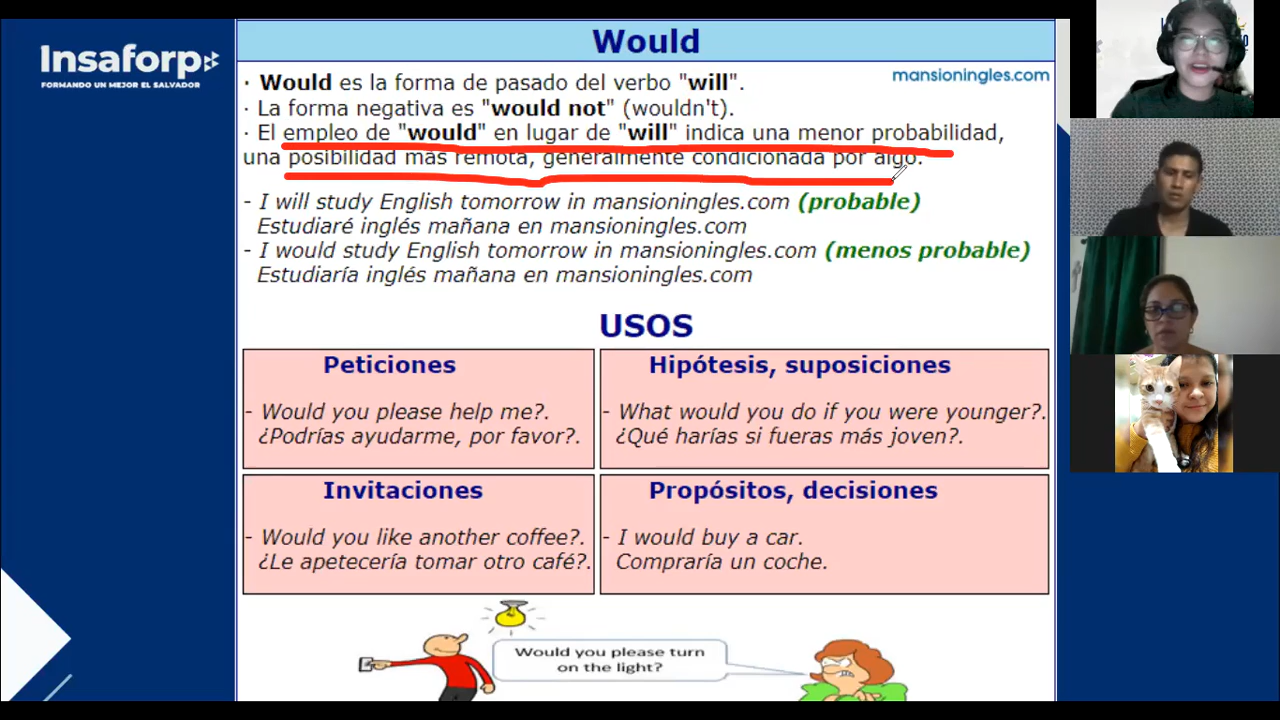 Insaforp
FORMANDO UN MEJOR EL SALVADOR
Would
mansioningles.com
· Would es la forma de pasado del verbo "will".
· La forma negativa es "would not" (wouldn't).
· El empleo de "would" en lugar de "will" indica una menor probabilidad,
una posibilidad más remota, generalmente condicionada por algo.
- I will study English tomorrow in mansioningles.com (probable)
Estudiaré inglés mañana en mansioningles.com
- I would study English tomorrow in mansioningles.com (menos probable)
Estudiaría inglés mañana en mansioningles.com
USOS
Peticiones
- Would you please help me?.
¿Podrías ayudarme, por favor?.
Hipótesis, suposiciones
- What would you do if you were younger?.
¿Qué harías si fueras más joven?.
Invitaciones
- Would you like another coffee?.
¿Le apetecería tomar otro café?.
Propósitos, decisiones
- I would buy a car.
Compraría un coche.
Would you please turn
on the light?